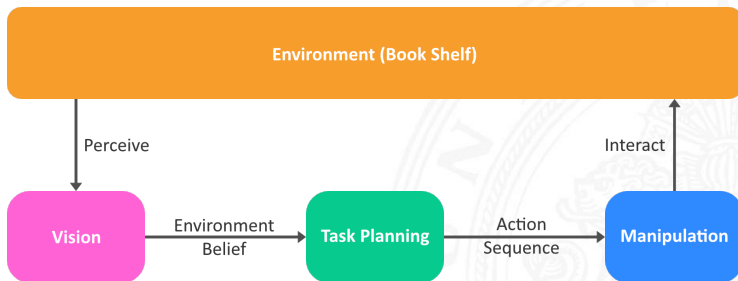 Environment (Book Shelf)
Perceive
Interact
Vision
Environment
Belief
Task Planning
Action
Sequence
Manipulation